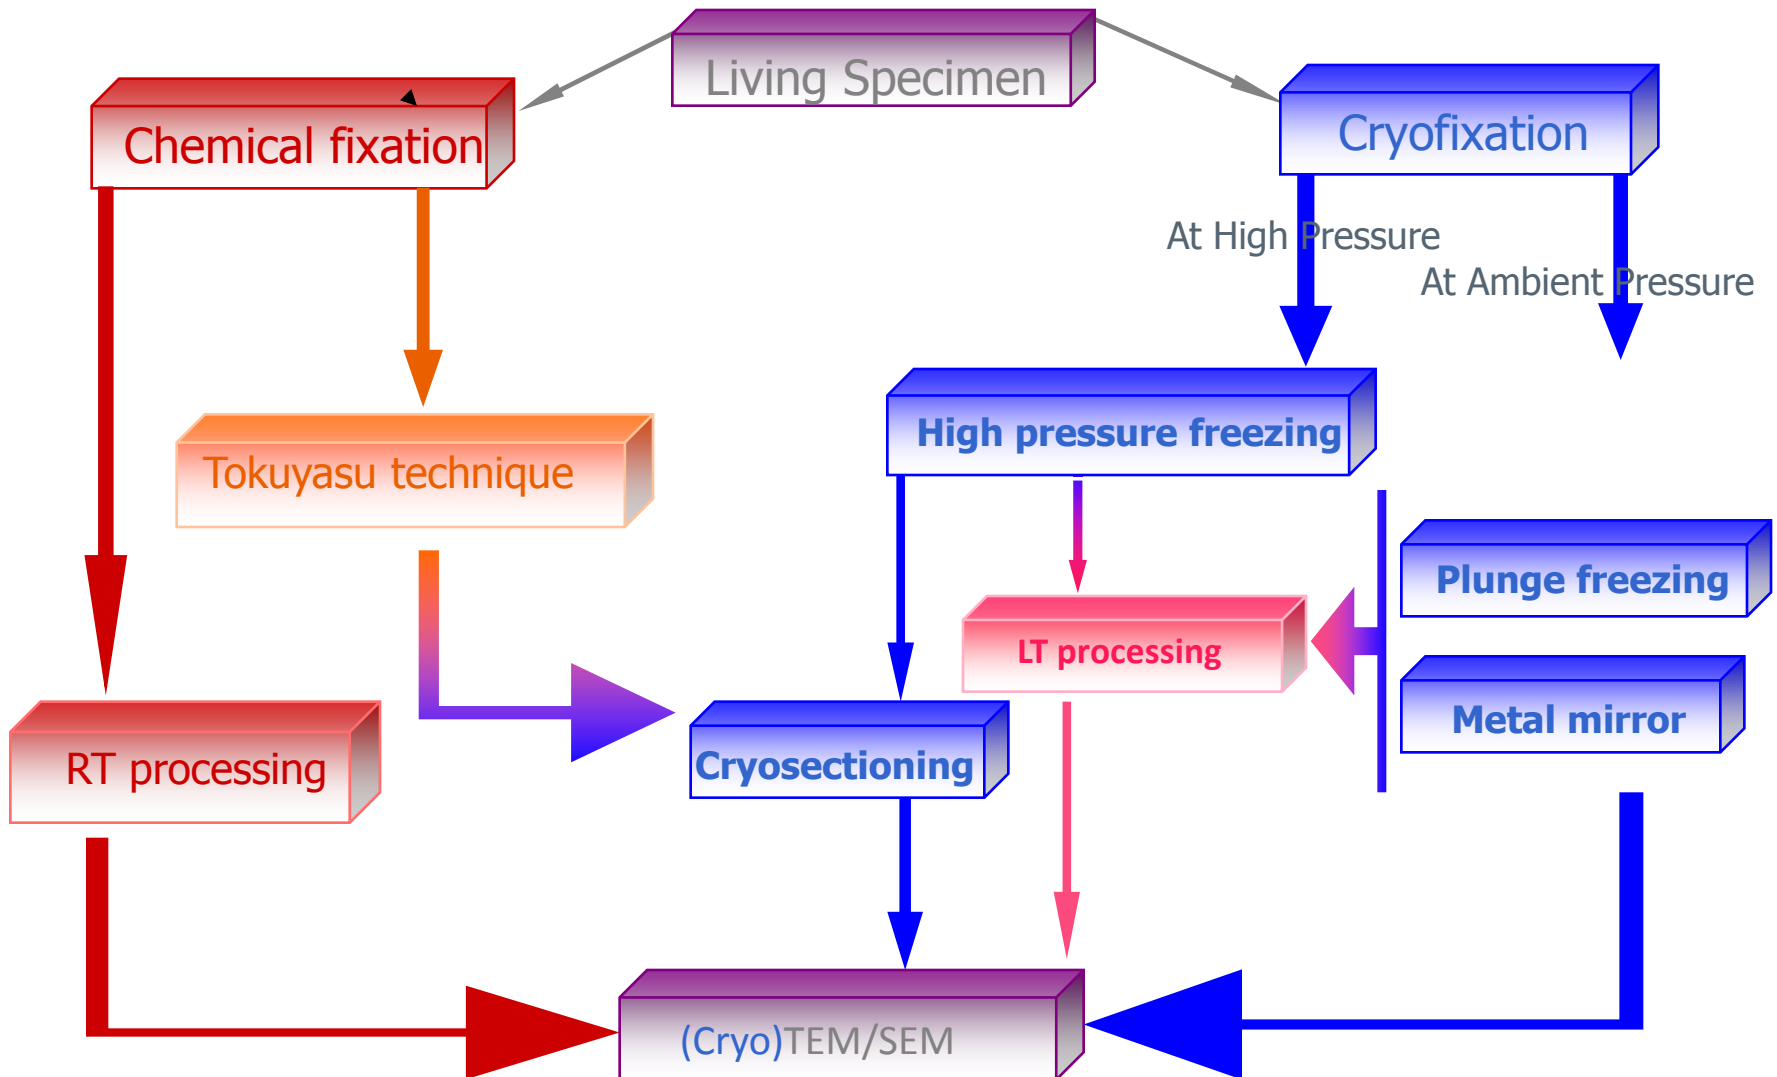 Living Specimen
Chemical fixation
Cryofixation
At High Pressure
At Ambient Pressure
High pressure freezing
Tokuyasu technique
Plunge freezing
LT processing
Metal mirror
RT processing
Cryosectioning
(Cryo)TEM/SEM